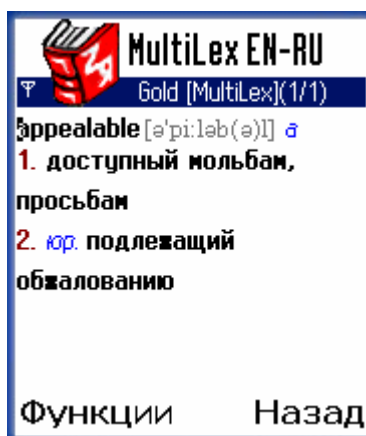 MultiLex EN-RU
Gold [MultiLex](1/1)
appealable [ə'pi:ləb(ə)l] a
1. доступный мольбам,
просьбам
2. юр. подлежащий
обжалованию
Функции Назад